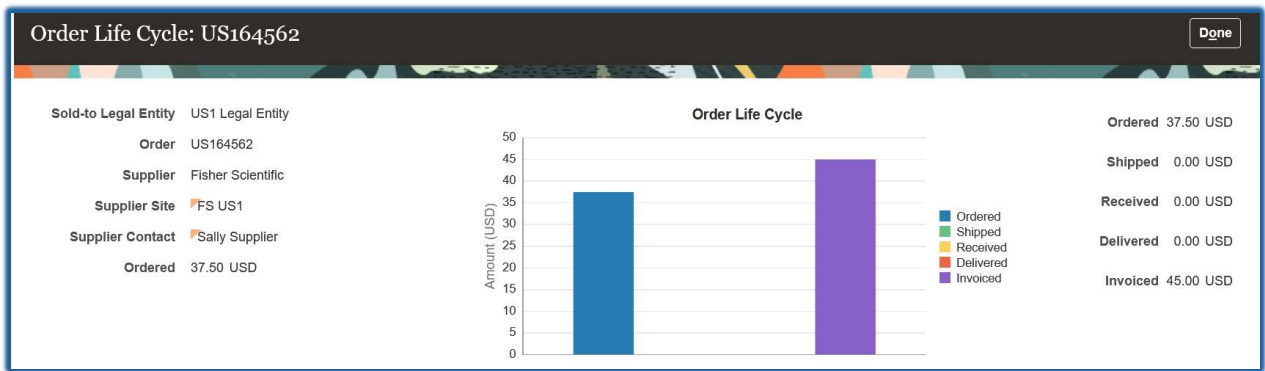 Order Life Cycle: US164562
Done
Sold-to Legal Entity US1 Legal Entity
Order US164562
Supplier Fisher Scientific
Supplier Site FS US1
Supplier Contact Sally Supplier
Ordered 37.50 USD
Order Life Cycle
Amount (USD)
50
45
40
35
30
25
20
15
10
5
0
Ordered
Shipped
Received
Delivered
Invoiced
Ordered 37.50 USD
Shipped 0.00 USD
Received 0.00 USD
Delivered 0.00 USD
Invoiced 45.00 USD